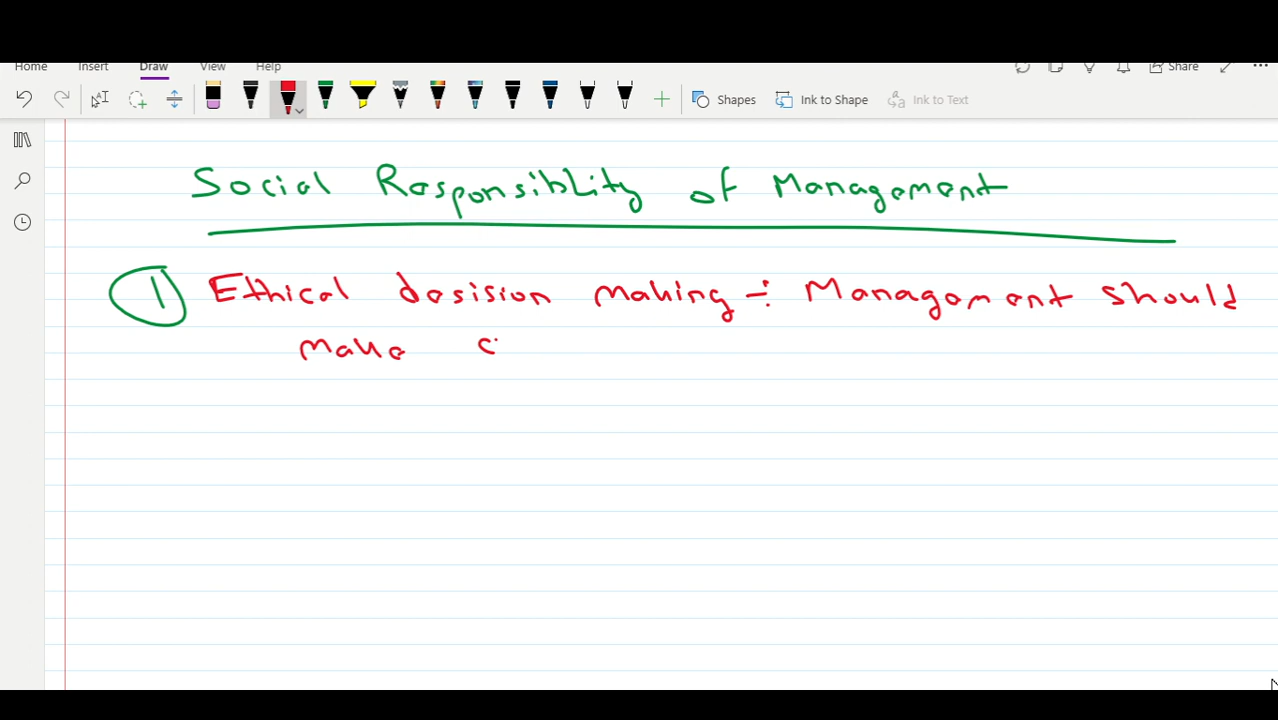 Home Insert Draw View Help Share
Shapes Ink to Shape Ink to Text
Social Responsiblity of Management
1 Ethical desision making ÷ Management should
make